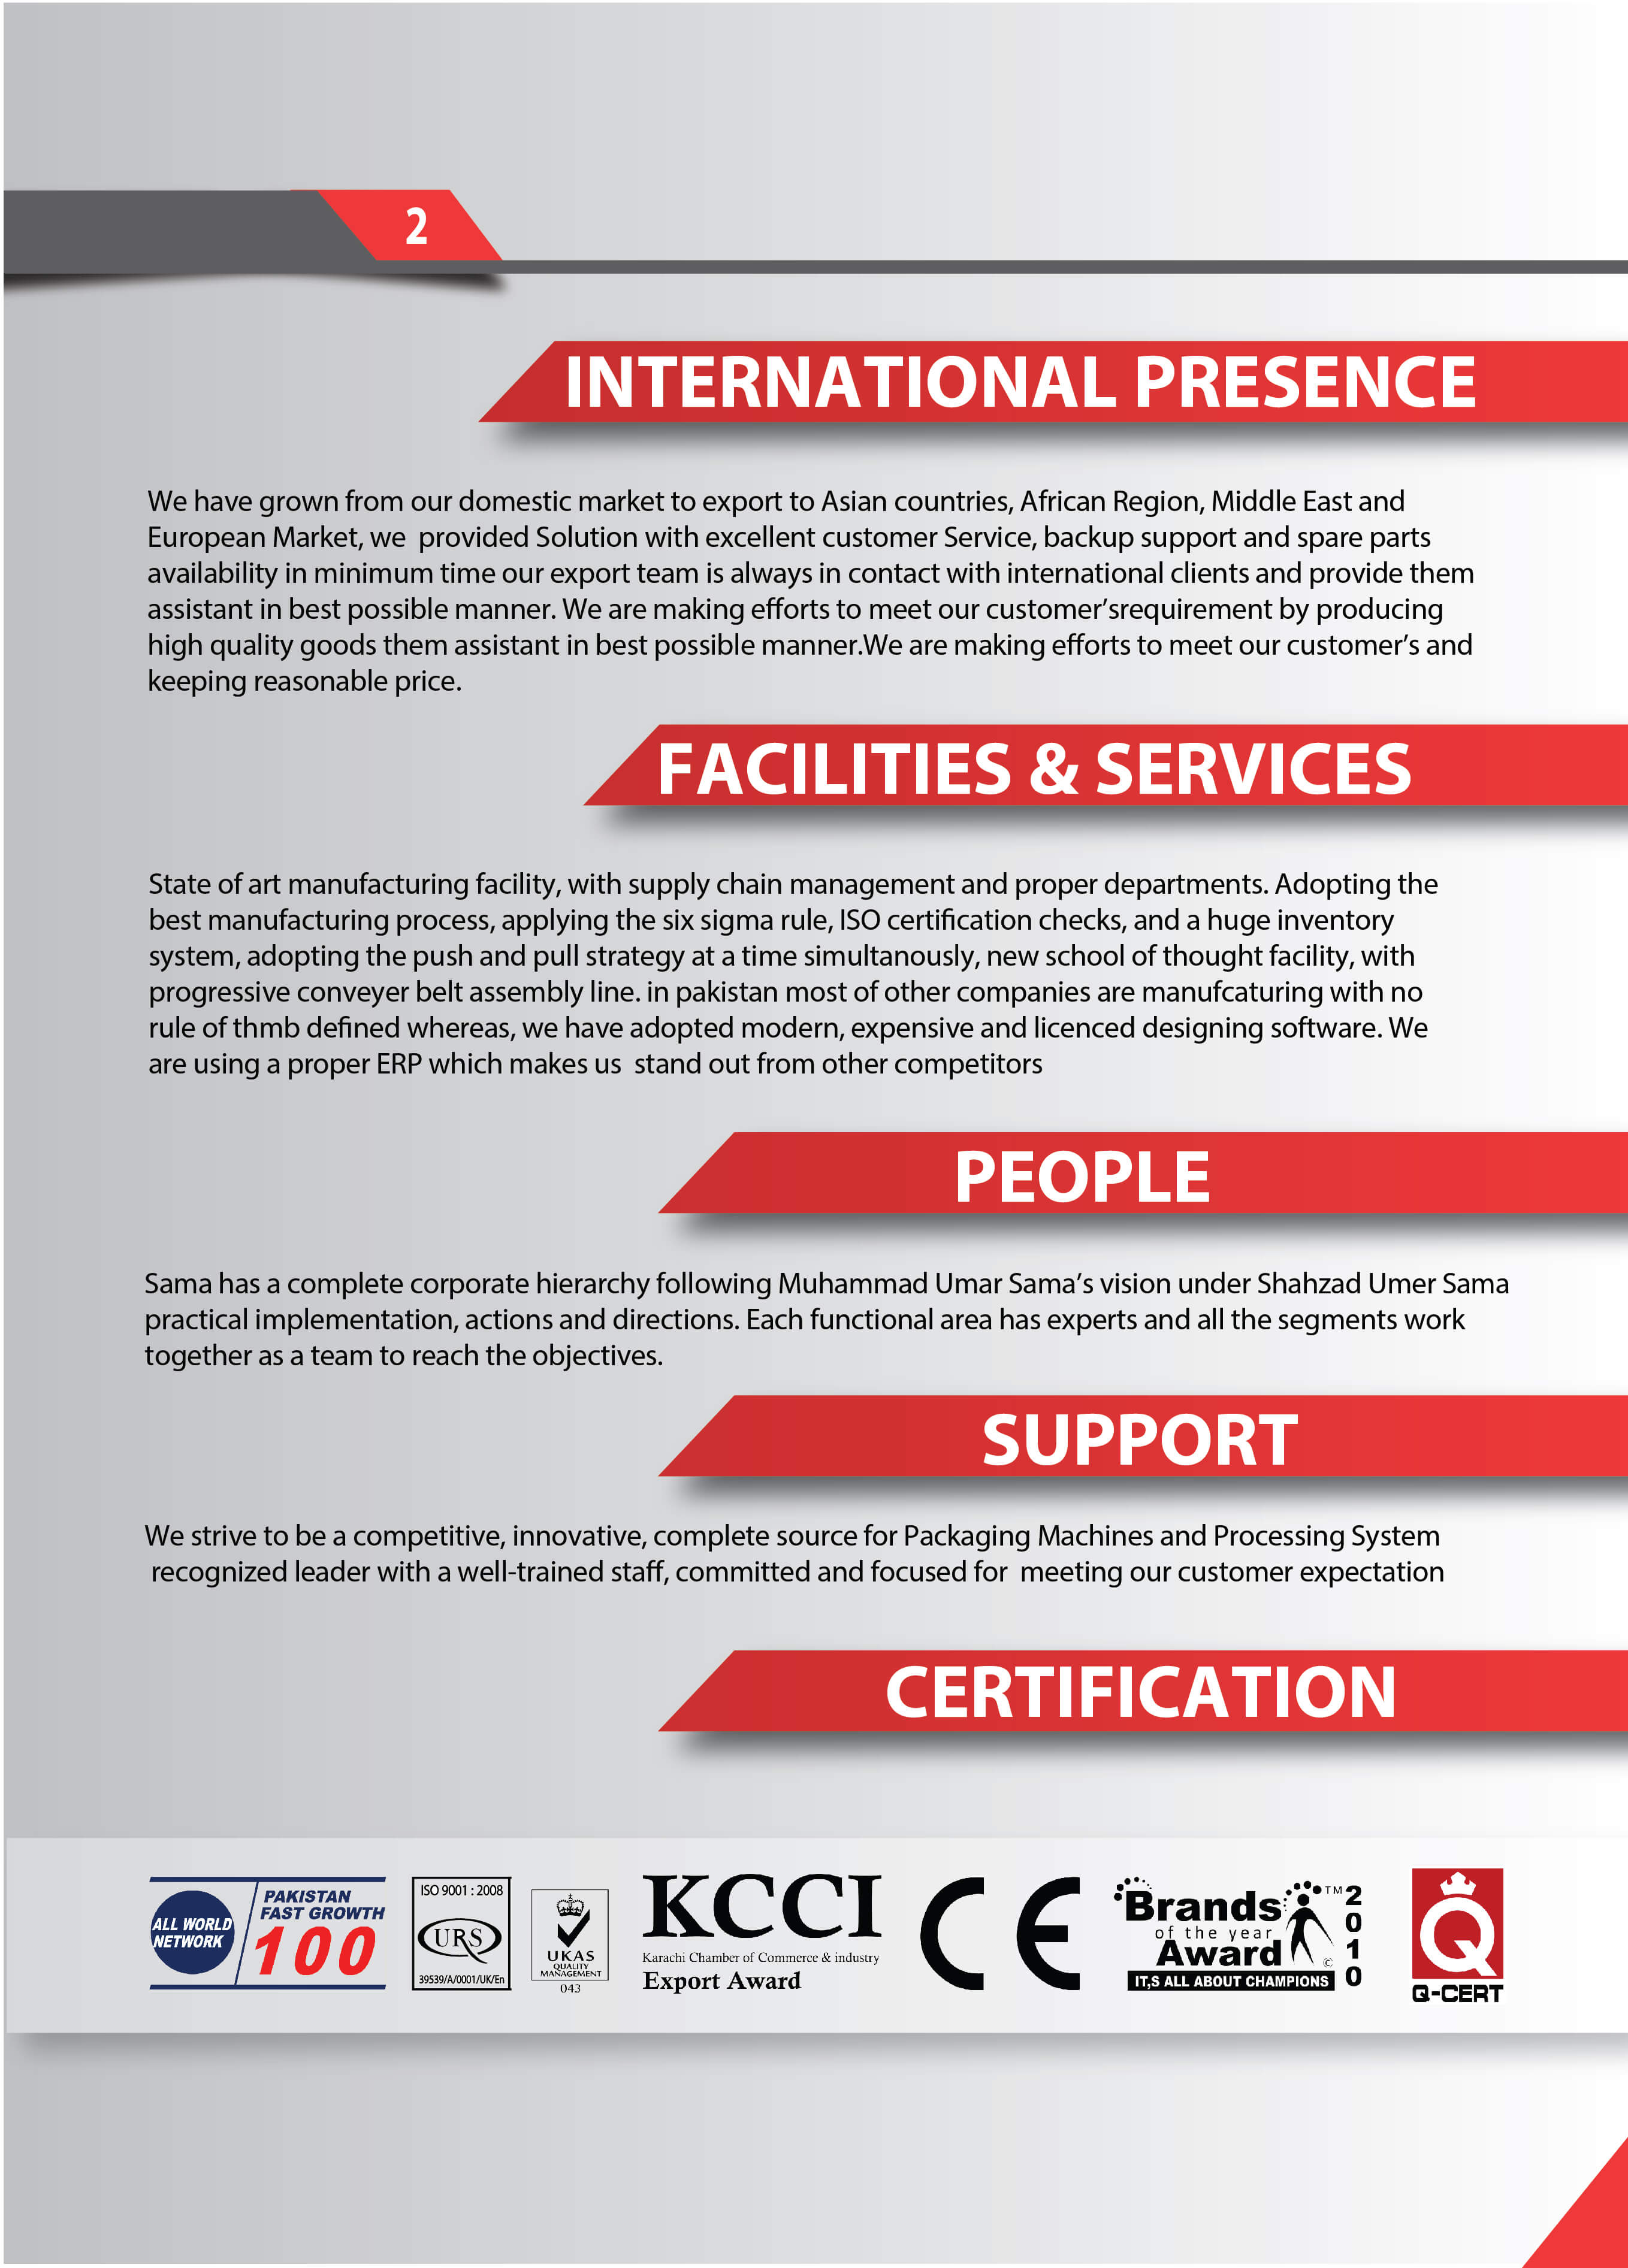 2
INTERNATIONAL PRESENCE
We have grown from our domestic market to export to Asian countries, African Region, Middle East and
European Market, we  provided Solution with excellent customer Service, backup support and spare parts
availability in minimum time our export team is always in contact with international clients and provide them
assistant in best possible manner. We are making efforts to meet our customer’srequirement by producing
high quality goods them assistant in best possible manner.We are making efforts to meet our customer’s and
keeping reasonable price.
FACILITIES & SERVICES
State of art manufacturing facility, with supply chain management and proper departments. Adopting the
best manufacturing process, applying the six sigma rule, ISO certification checks, and a huge inventory
system, adopting the push and pull strategy at a time simultanously, new school of thought facility, with
progressive conveyer belt assembly line. in pakistan most of other companies are manufcaturing with no
rule of thmb defined whereas, we have adopted modern, expensive and licenced designing software. We
are using a proper ERP which makes us  stand out from other competitors
PEOPLE
Sama has a complete corporate hierarchy following Muhammad Umar Sama’s vision under Shahzad Umer Sama
practical implementation, actions and directions. Each functional area has experts and all the segments work
together as a team to reach the objectives.
SUPPORT
We strive to be a competitive, innovative, complete source for Packaging Machines and Processing System
recognized leader with a well-trained staff, committed and focused for  meeting our customer expectation
CERTIFICATION
ALL WORLD
NETWORK
PAKISTAN
FAST GROWTH
100
ISO 9001 : 2008
URS
39539/A/0001/UK/En
UKAS
QUALITY
MANAGEMENT
043
KCCI
Karachi Chamber of Commerce & industry
Export Award
CE
Brands TM
of the year
Award ©
IT,S ALL ABOUT CHAMPIONS
2010
Q
Q-CERT